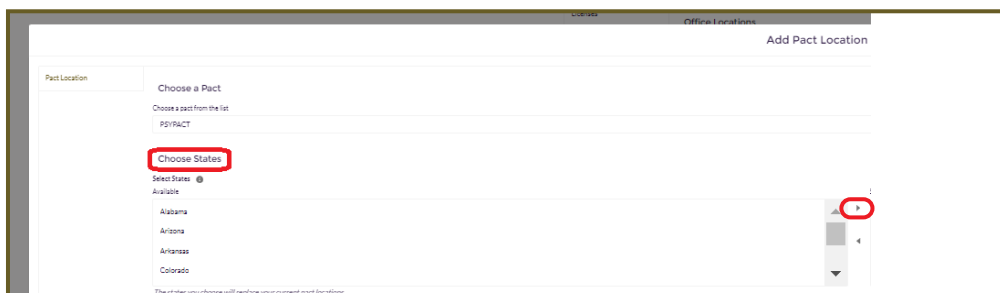 Licenses
Office Locations
Add Pact Location
Pact Location
Choose a Pact
Choose a pact from the list
PSYPACT
Choose States
Select States
Available
Alabama
Arizona
Arkansas
Colorado
The states you choose will replace your current pact locations